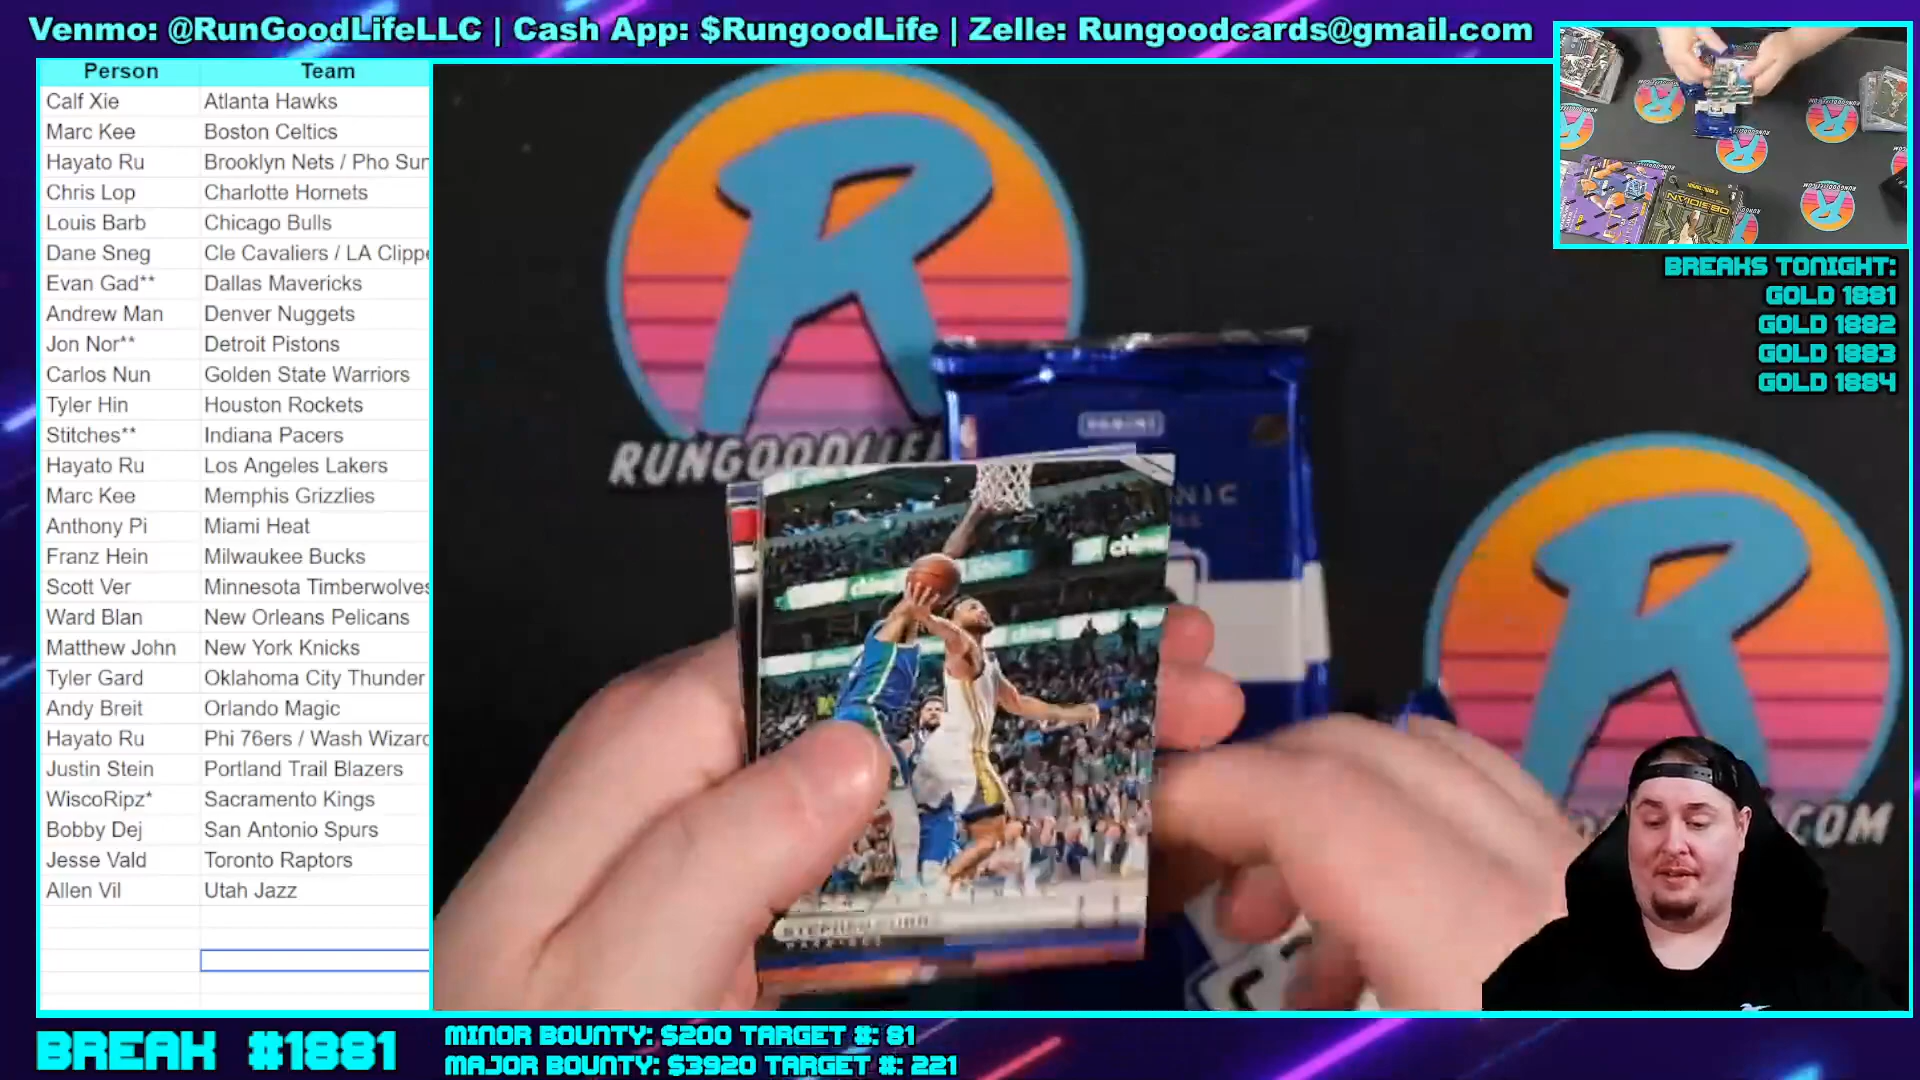 Venmo: @RunGoodLifeLLC | Cash App: $RungoodLife | Zelle: Rungoodcards@gmail.com
Person Team
Calf Xie Atlanta Hawks
Marc Kee Boston Celtics
Hayato Ru Brooklyn Nets / Pho Sun
Chris Lop Charlotte Hornets
Louis Barb Chicago Bulls
Dane Sneg Cle Cavaliers / LA Clippe
Evan Gad** Dallas Mavericks
Andrew Man Denver Nuggets
Jon Nor** Detroit Pistons
Carlos Nun Golden State Warriors
Tyler Hin Houston Rockets
Stitches** Indiana Pacers
Hayato Ru Los Angeles Lakers
Marc Kee Memphis Grizzlies
Anthony Pi Miami Heat
Franz Hein Milwaukee Bucks
Scott Ver Minnesota Timberwolves
Ward Blan New Orleans Pelicans
Matthew John New York Knicks
Tyler Gard Oklahoma City Thunder
Andy Breit Orlando Magic
Hayato Ru Phi 76ers / Wash Wizard
Justin Stein Portland Trail Blazers
WiscoRipz* Sacramento Kings
Bobby Dej San Antonio Spurs
Jesse Vald Toronto Raptors
Allen Vil Utah Jazz
R
RUNGOODLIFE
PANINI
R
COM
OBSIDIAN
BREAKS TONIGHT:
GOLD 1881
GOLD 1882
GOLD 1883
GOLD 1884
BREAK #1881
MINOR BOUNTY: $200 TARGET #: 81
MAJOR BOUNTY: $3920 TARGET #: 221